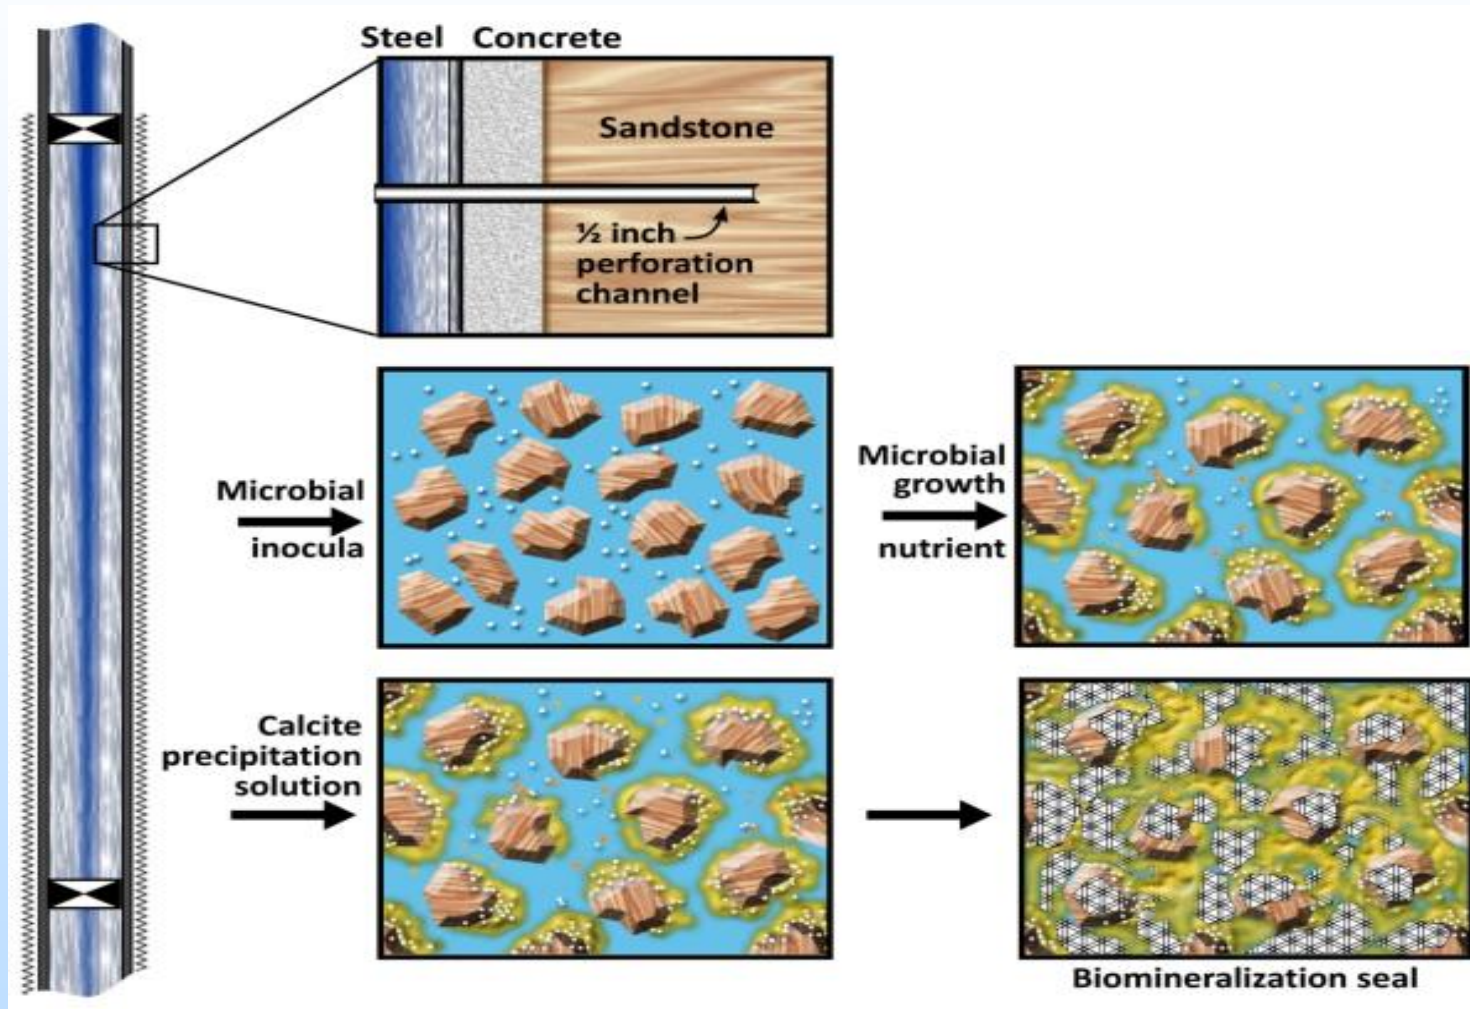 Steel Concrete
Sandstone
½ inch
perforation
channel
Microbial
inocula
Microbial
growth
nutrient
Calcite
precipitation
solution
Biomineralization seal